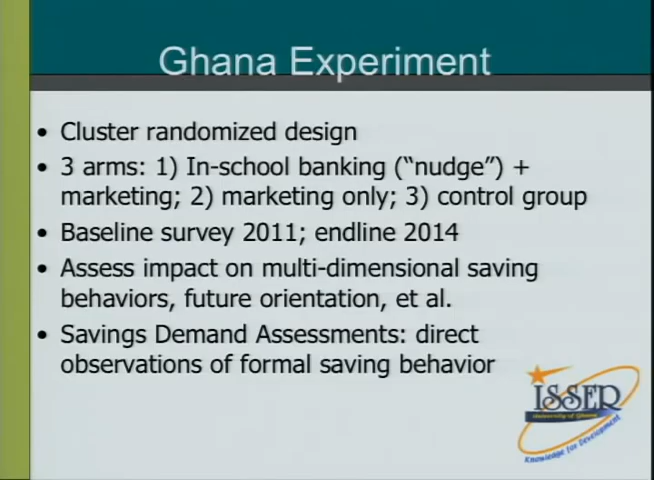 Ghana Experiment
• Cluster randomized design
• 3 arms: 1) In-school banking (“nudge”) +
marketing; 2) marketing only; 3) control group
• Baseline survey 2011; endline 2014
• Assess impact on multi-dimensional saving
behaviors, future orientation, et al.
• Savings Demand Assessments: direct
observations of formal saving behavior
ISSER
University of Ghana
Knowledge for Development